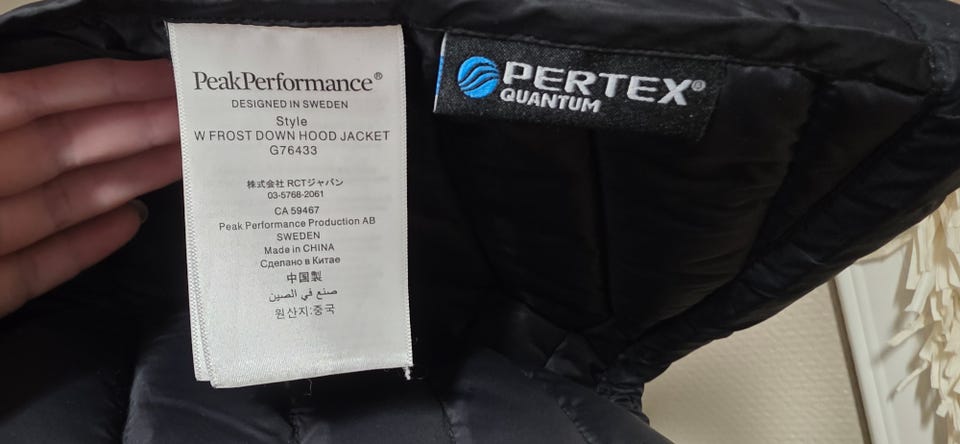 PeakPerformance®
DESIGNED IN SWEDEN
Style
W FROST DOWN HOOD JACKET
G76433
株式会社 RCTジャパン
03-5768-2061
CA 59467
Peak Performance Production AB
SWEDEN
Made in CHINA
Сделано в Китае
中国製
صنع في الصين
원산지:중국
PERTEX®
QUANTUM